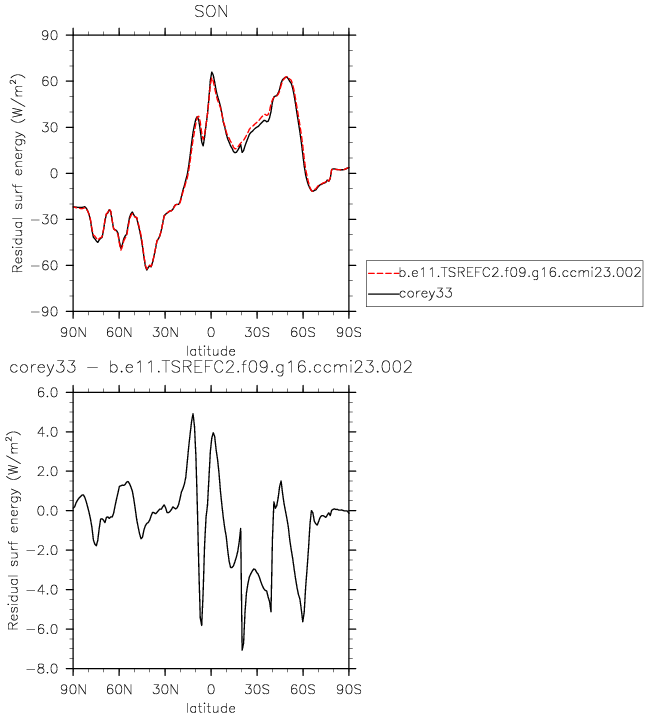 SON
Residual surf energy (W/m²)
90
60
30
0
−30
−60
−90
90N 60N 30N 0 30S 60S 90S
latitude
b.e11.TSREFC2.f09.g16.ccmi23.002
corey33
corey33 − b.e11.TSREFC2.f09.g16.ccmi23.002
Residual surf energy (W/m²)
6.0
4.0
2.0
0.0
−2.0
−4.0
−6.0
−8.0
90N 60N 30N 0 30S 60S 90S
latitude